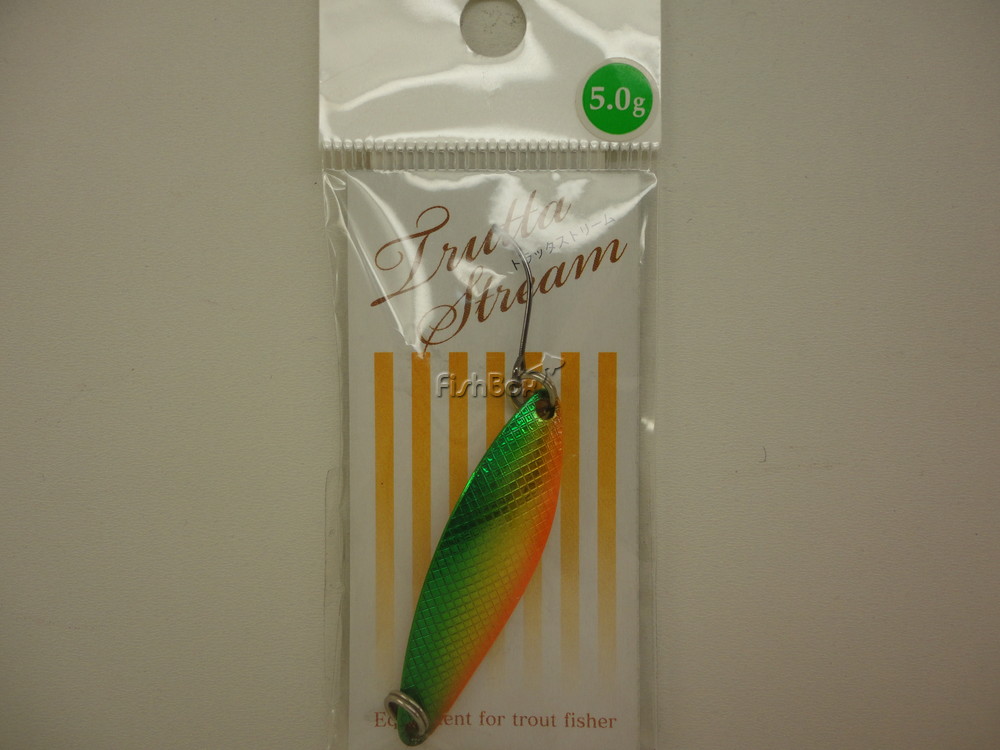 5.0g
Trutta
トラッタストリーム
Stream
FishBox
Equipment for trout fisher